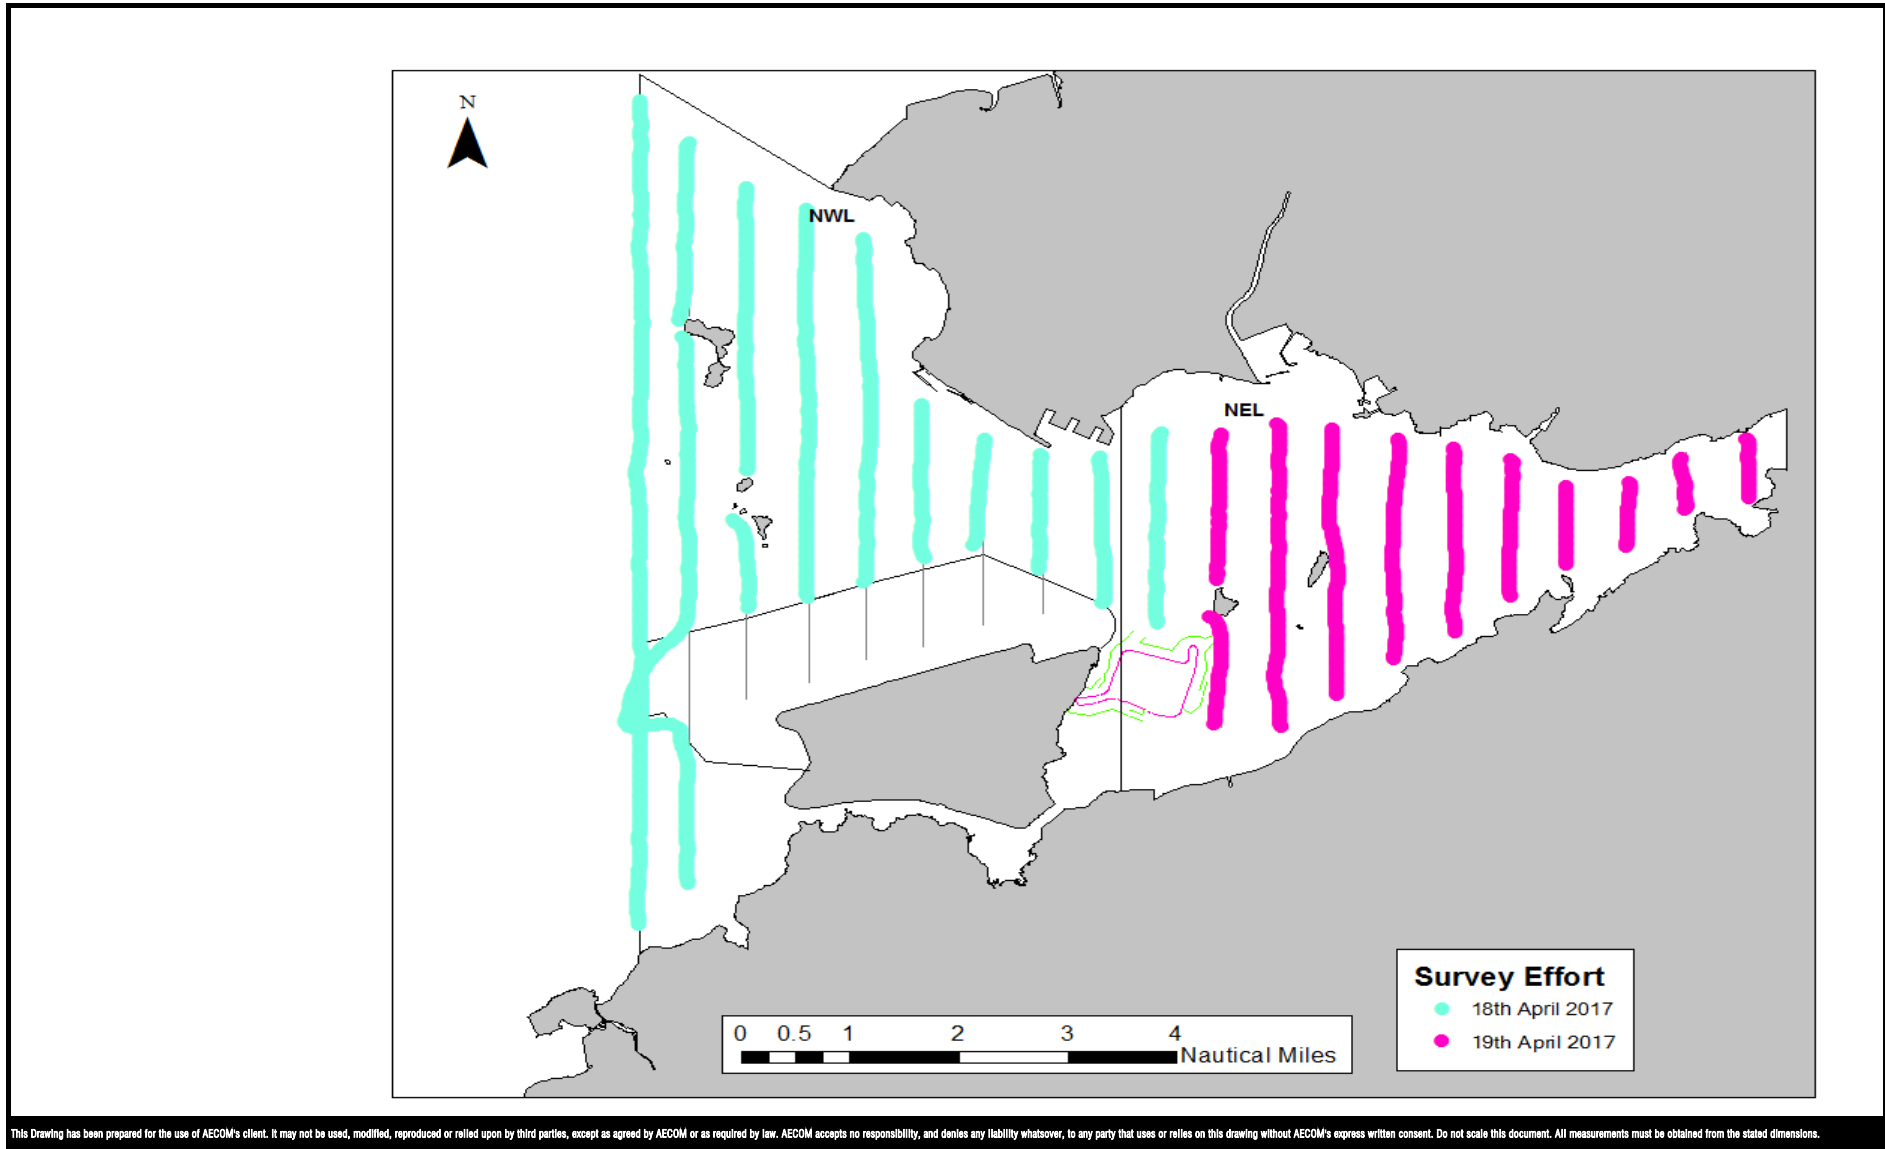 N
NWL
NEL
Survey Effort
18th April 2017
19th April 2017
0 0.5 1 2 3 4
Nautical Miles
This Drawing has been prepared for the use of AECOM's client. It may not be used, modified, reproduced or relied upon by third parties, except as agreed by AECOM or as required by law. AECOM accepts no responsibility, and denies any liability whatsover, to any party that uses or relies on this drawing without AECOM's express written consent. Do not scale this document. All measurements must be obtained from the stated dimensions.